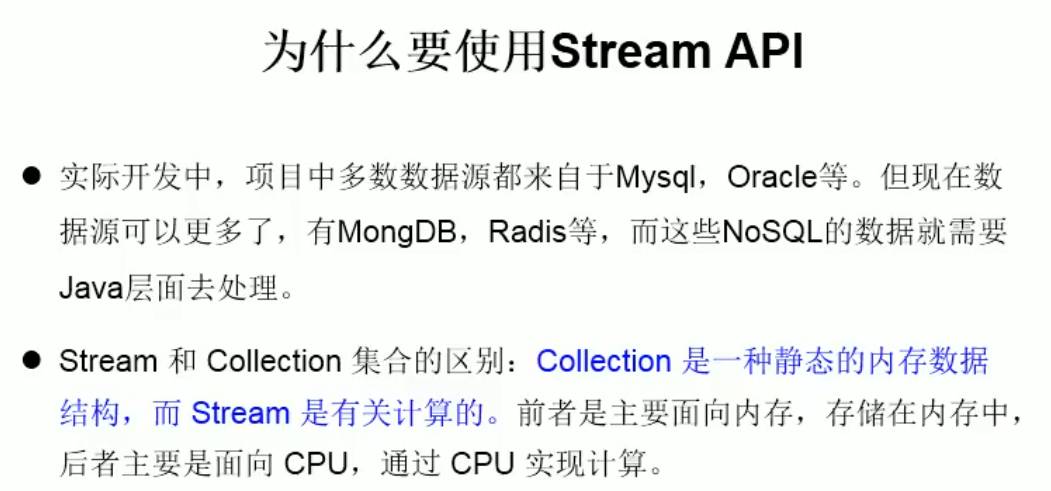 为什么要使用Stream API
● 实际开发中，项目中多数数据源都来自于Mysql，Oracle等。但现在数
据源可以更多了，有MongDB，Radis等，而这些NoSQL的数据就需要
Java层面去处理。
● Stream 和 Collection 集合的区别：Collection 是一种静态的内存数据
结构，而 Stream 是有关计算的。前者是主要面向内存，存储在内存中，
后者主要是面向 CPU，通过 CPU 实现计算。